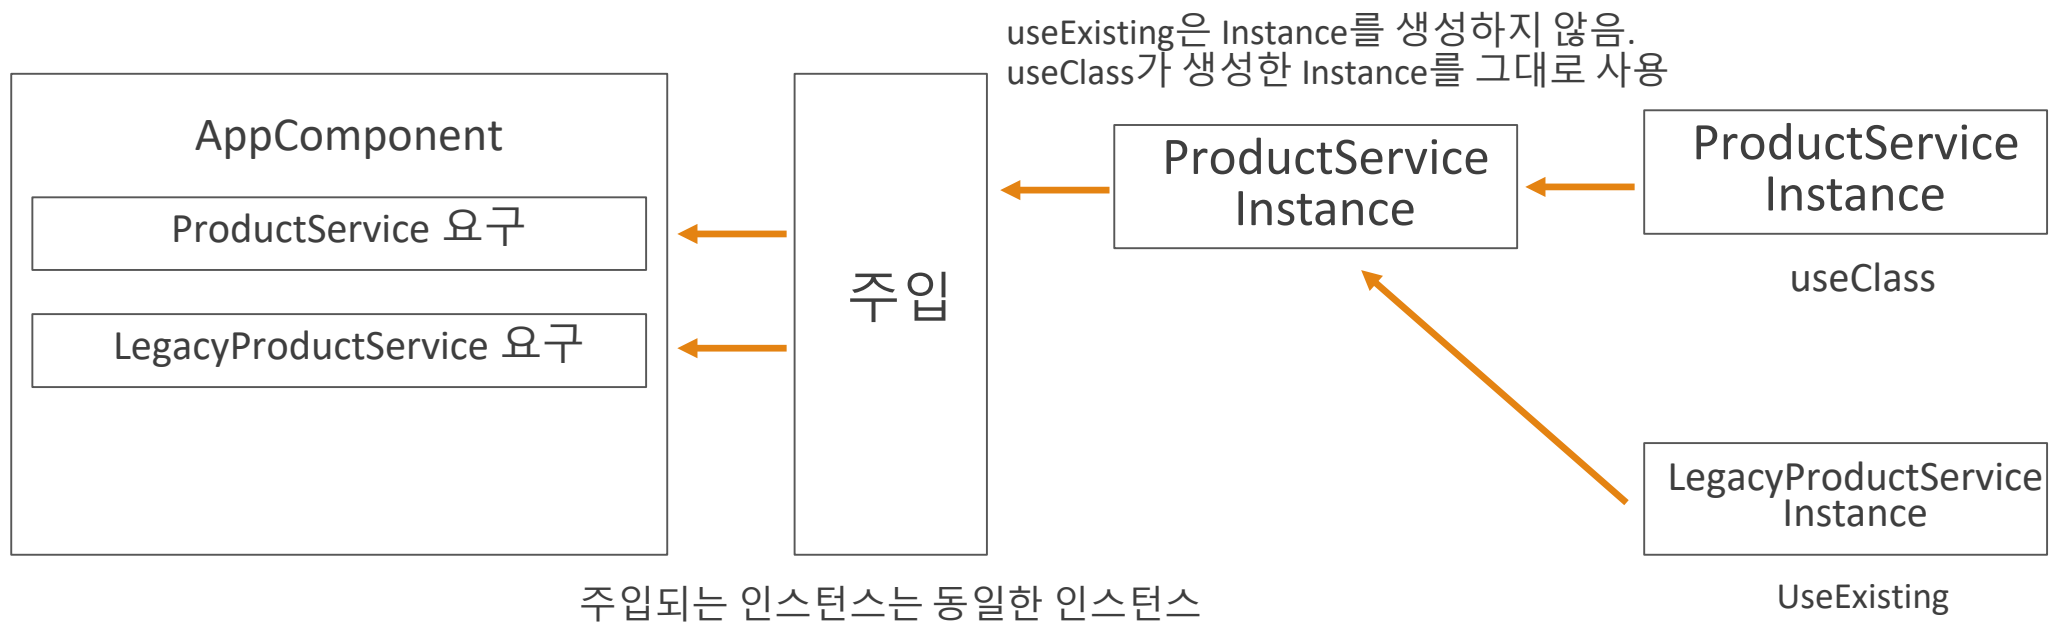 useExisting은 Instance를 생성하지 않음.
useClass가 생성한 Instance를 그대로 사용
AppComponent
ProductService 요구
LegacyProductService 요구
주입
ProductService
Instance
ProductService
Instance
useClass
LegacyProductService
Instance
UseExisting
주입되는 인스턴스는 동일한 인스턴스